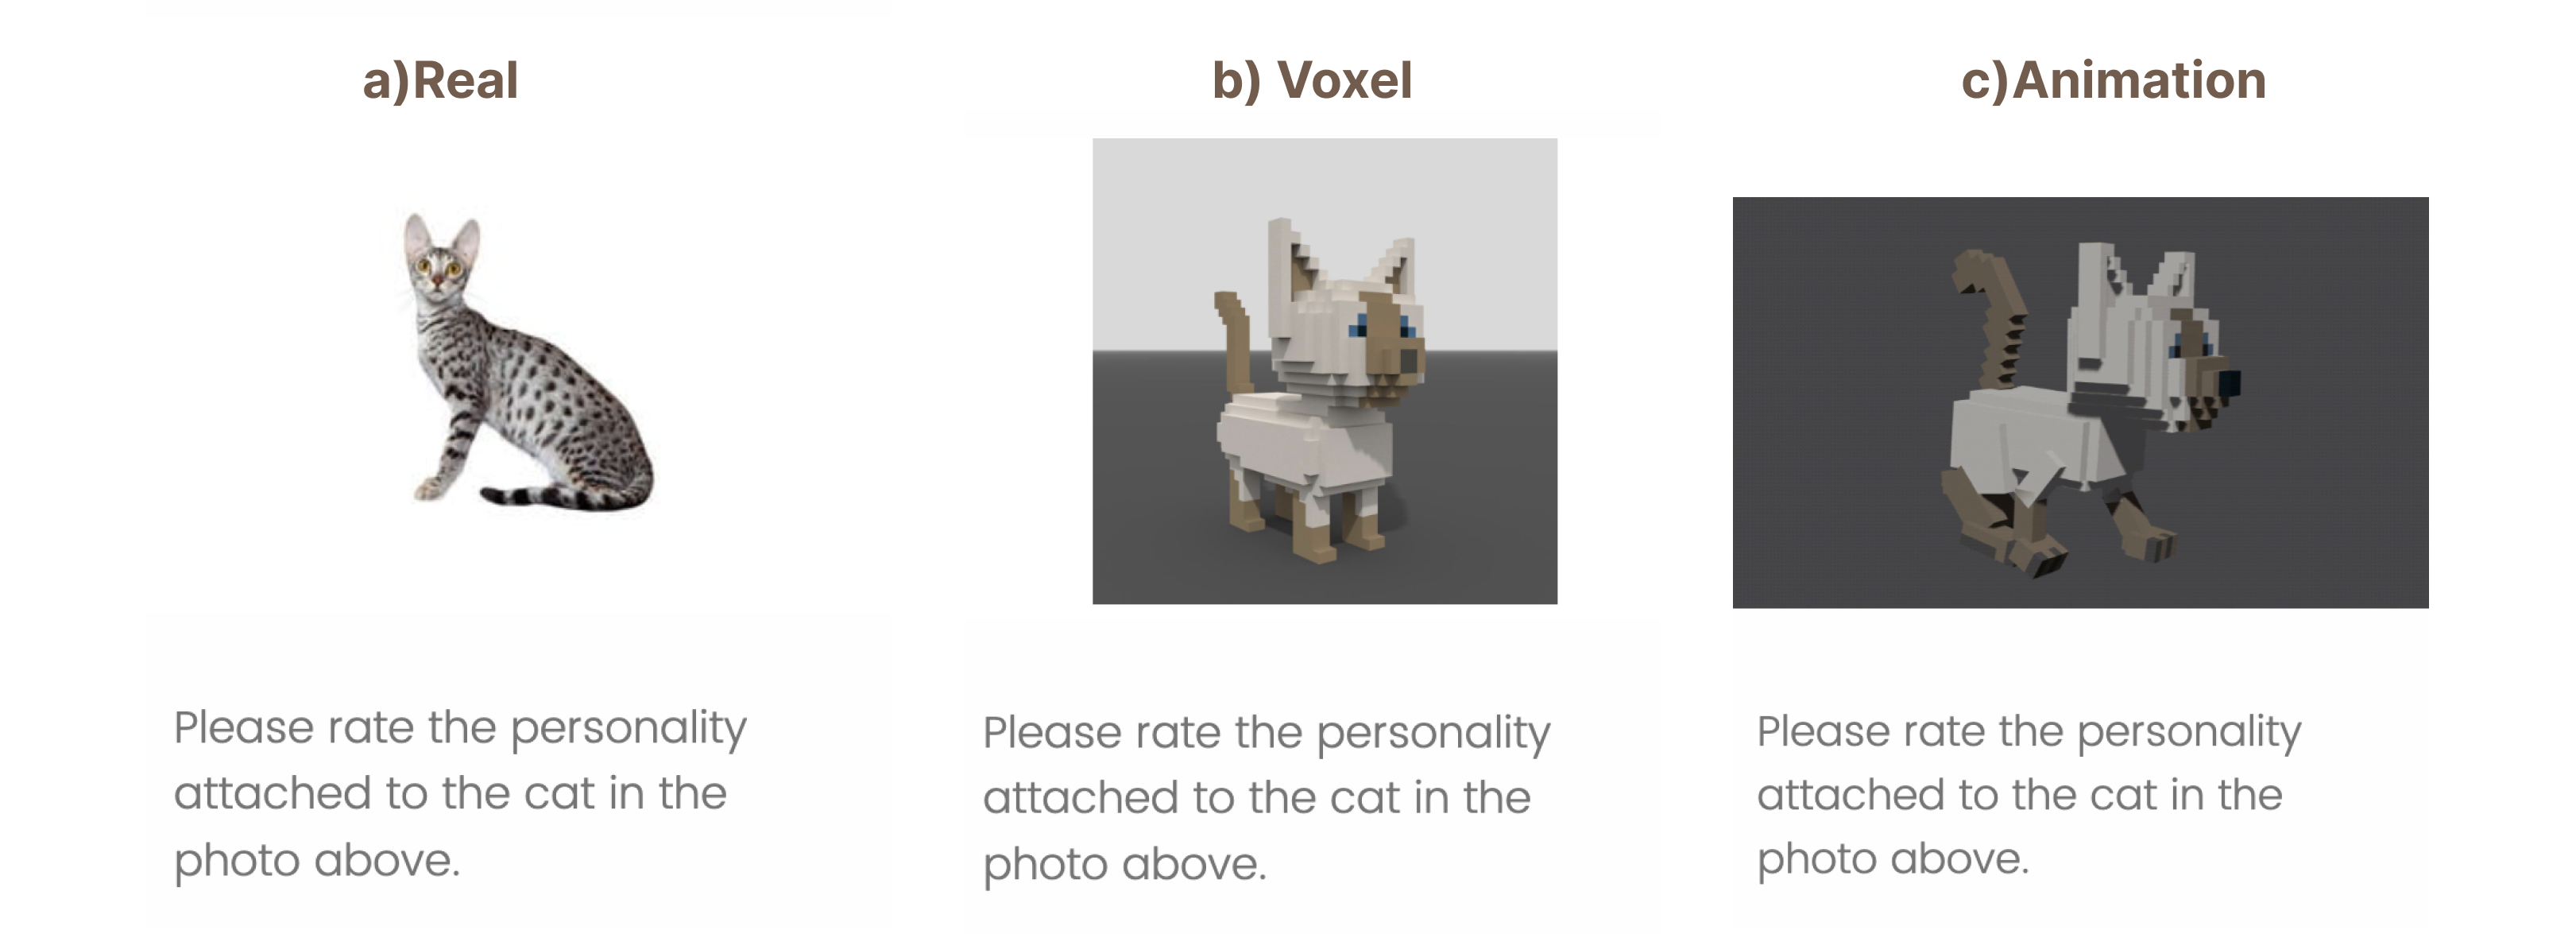 a)Real
b) Voxel
c)Animation
Please rate the personality
attached to the cat in the
photo above.
Please rate the personality
attached to the cat in the
photo above.
Please rate the personality
attached to the cat in the
photo above.